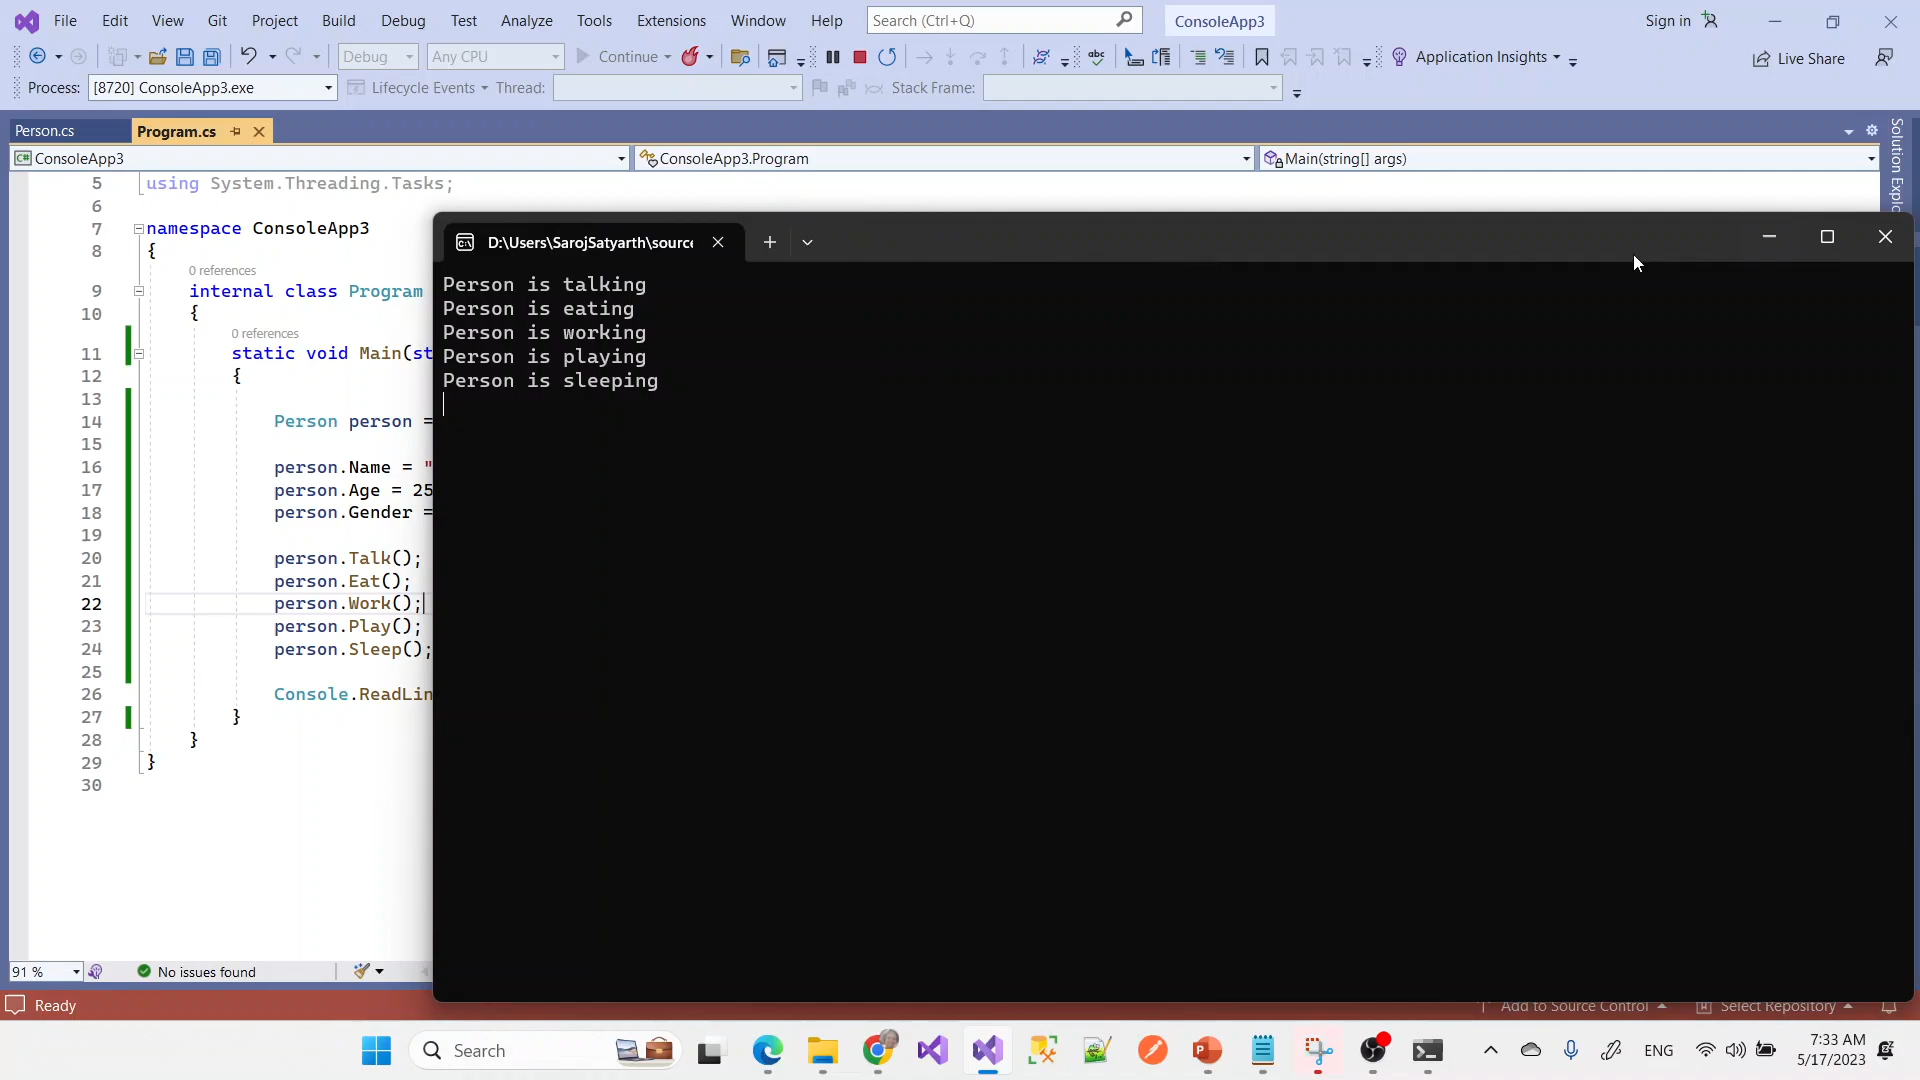 File Edit View Git Project Build Debug Test Analyze Tools Extensions Window Help Search (Ctrl+Q) ConsoleApp3 Sign in
Debug Any CPU Continue Application Insights Live Share
Process: [8720] ConsoleApp3.exe Lifecycle Events Thread: Stack Frame:
Person.cs Program.cs
ConsoleApp3 ConsoleApp3.Program Main(string[] args)
Solution
5 using System.Threading.Tasks;
6
7 namespace ConsoleApp3
8 {
0 references
9 internal class Program
10 {
0 references
11 static void Main(
12 {
13
14 Person person =
15
16 person.Name = "
17 person.Age = 25
18 person.Gender =
19
20 person.Talk();
21 person.Eat();
22 person.Work();
23 person.Play();
24 person.Sleep();
25
26 Console.ReadLin
27 }
28 }
29 }
30
D:\Users\SarojSatyarth\source
Person is talking
Person is eating
Person is working
Person is playing
Person is sleeping
91 % No issues found
Ready Add to Source Control Select Repository
Search ENG 7:33 AM
5/17/2023